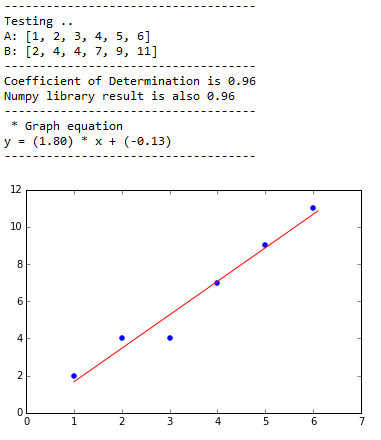 -----------------------------------
Testing ..
A: [1, 2, 3, 4, 5, 6]
B: [2, 4, 4, 7, 9, 11]
-----------------------------------
Coefficient of Determination is 0.96
Numpy library result is also 0.96
-----------------------------------
 * Graph equation
y = (1.80) * x + (-0.13)
-----------------------------------
12
10
8
6
4
2
0
0 1 2 3 4 5 6 7